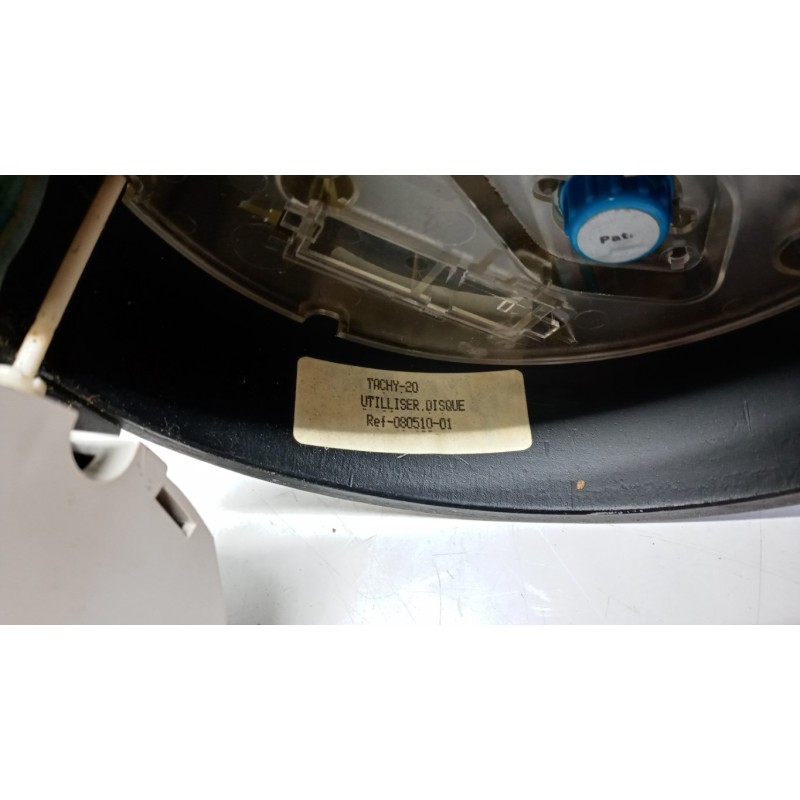 Pat.
TACHY-20
UTILLISER.DISQUE
Ref-080510-01